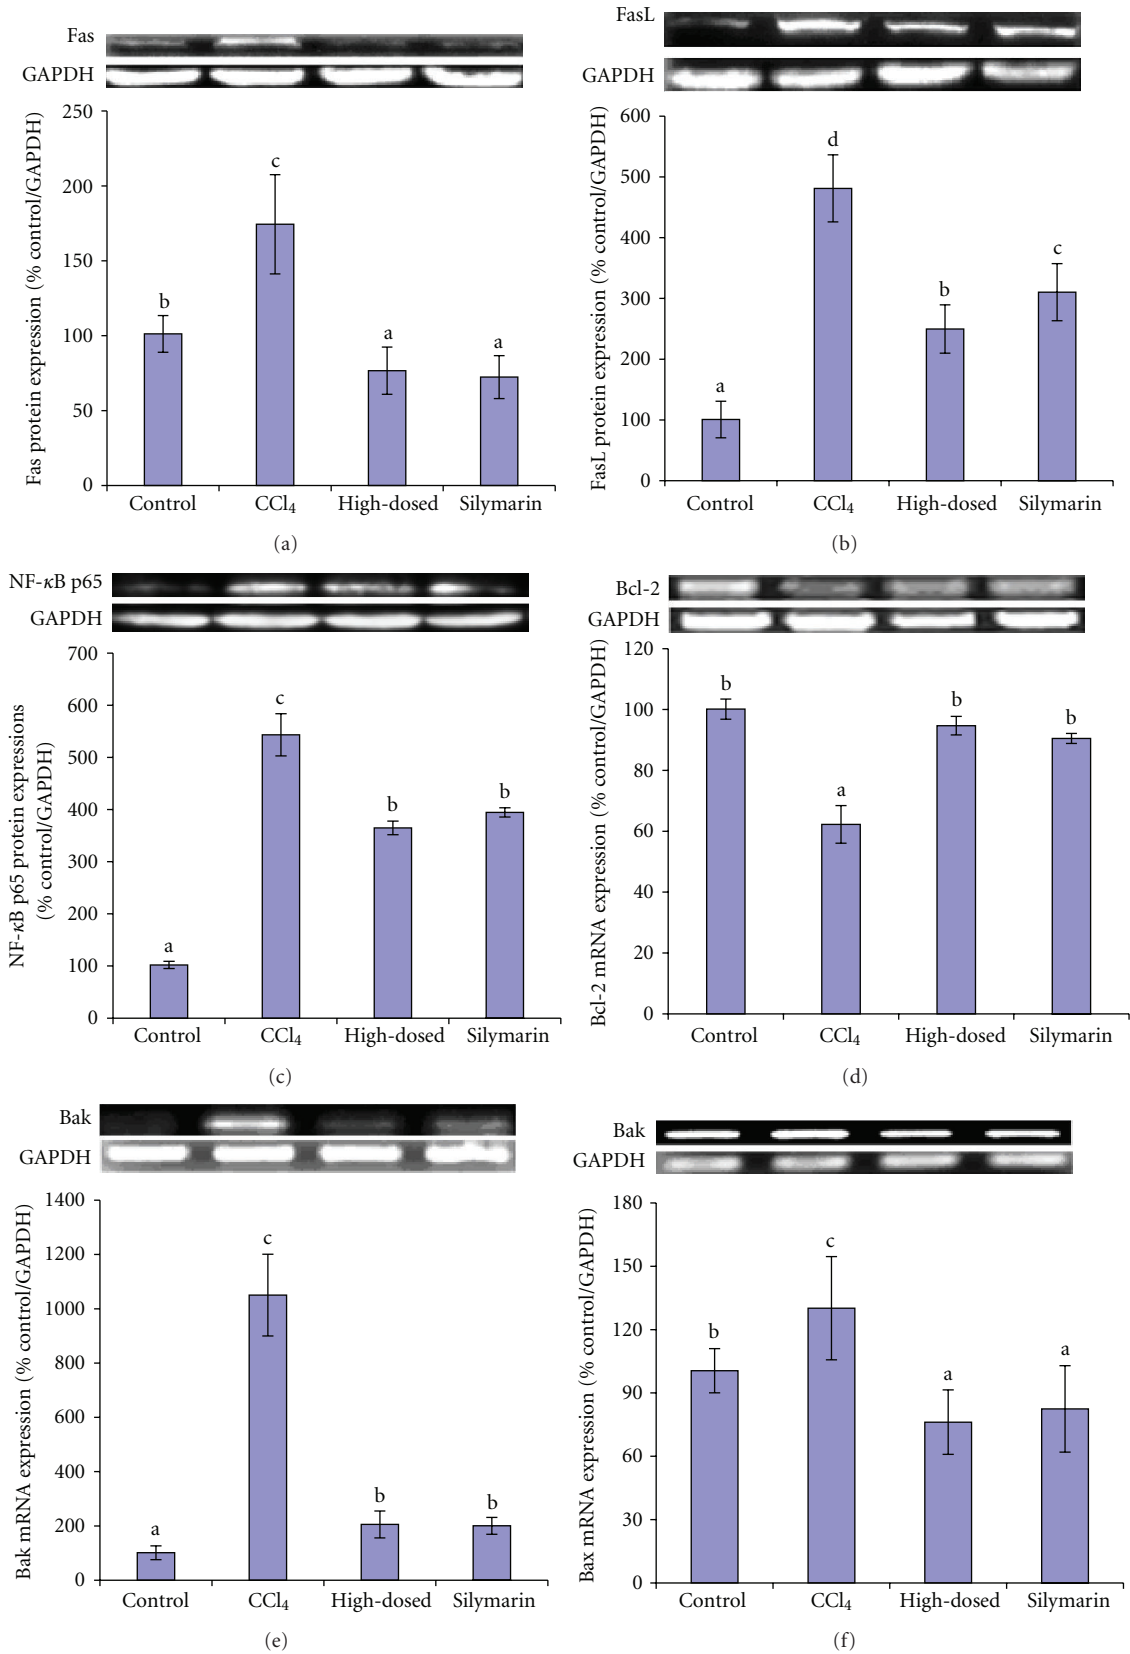 Fas
GAPDH
Fas protein expression (% control/GAPDH)
250
200
150
100
50
0
b
c
a
a
Control CCl₄ High-dosed Silymarin
(a)
FasL
GAPDH
FasL protein expression (% control/GAPDH)
600
500
400
300
200
100
0
a
d
b
c
Control CCl₄ High-dosed Silymarin
(b)
NF-κB p65
GAPDH
NF-κB p65 protein expressions
(% control/GAPDH)
700
600
500
400
300
200
100
0
a
c
b
b
Control CCl₄ High-dosed Silymarin
(c)
Bcl-2
GAPDH
Bcl-2 mRNA expression (% control/GAPDH)
120
100
80
60
40
20
0
b
a
b
b
Control CCl₄ High-dosed Silymarin
(d)
Bak
GAPDH
Bak mRNA expression (% control/GAPDH)
1400
1200
1000
800
600
400
200
0
a
c
b
b
Control CCl₄ High-dosed Silymarin
(e)
Bak
GAPDH
Bax mRNA expression (% control/GAPDH)
180
150
120
90
60
30
0
b
c
a
a
Control CCl₄ High-dosed Silymarin
(f)